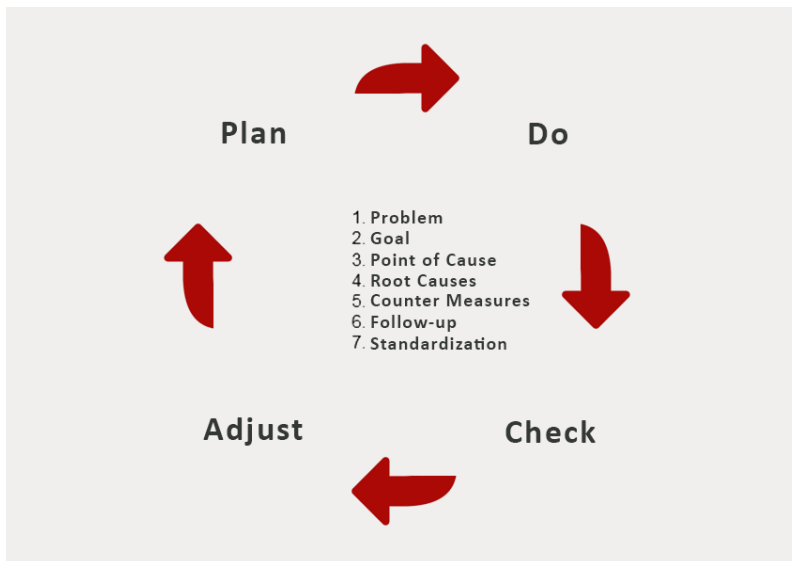 Plan
Do
1. Problem
2. Goal
3. Point of Cause
4. Root Causes
5. Counter Measures
6. Follow-up
7. Standardization
Adjust
Check